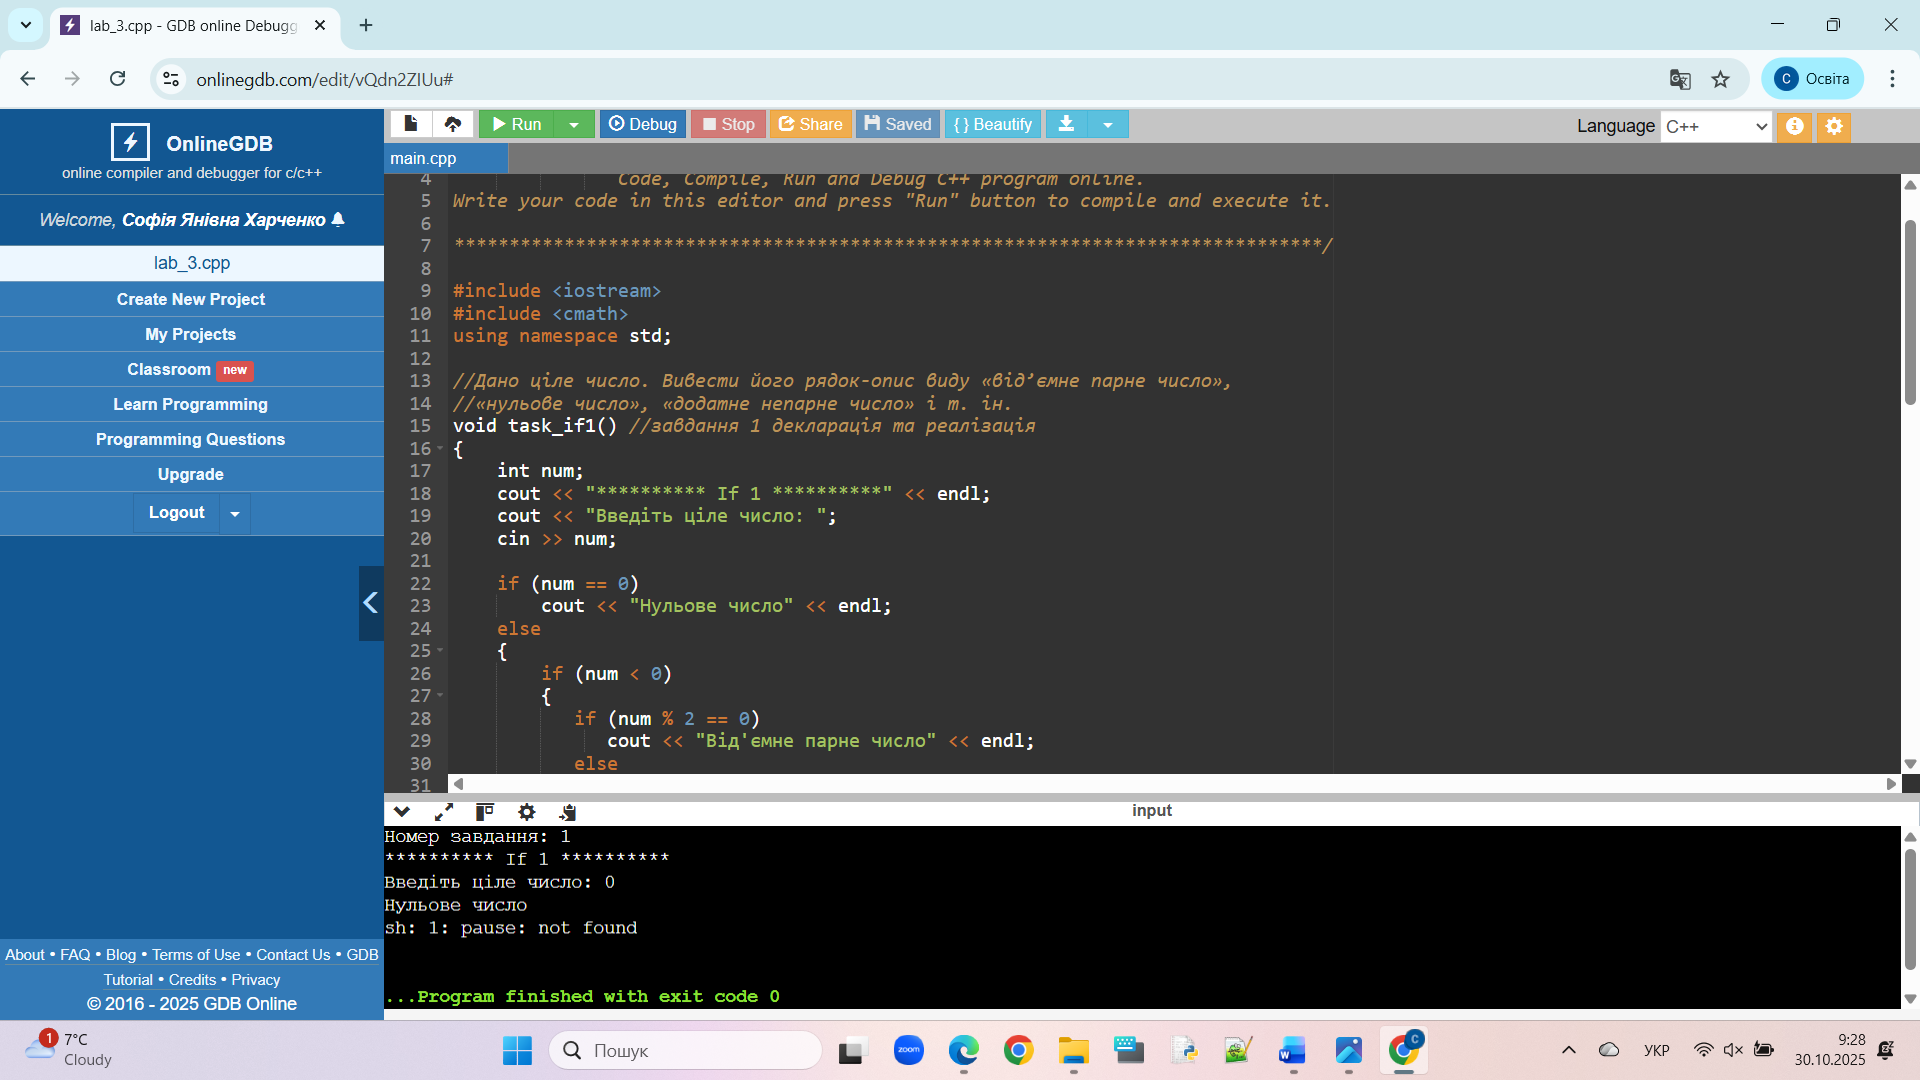 lab_3.cpp - GDB online Debugg
onlinegdb.com/edit/vQdn2ZIUu#
C Освіта
OnlineGDB
online compiler and debugger for c/c++
Welcome, Софія Янівна Харченко
lab_3.cpp
Create New Project
My Projects
Classroom new
Learn Programming
Programming Questions
Upgrade
Logout
About • FAQ • Blog • Terms of Use • Contact Us • GDB
Tutorial • Credits • Privacy
© 2016 - 2025 GDB Online
Run Debug Stop Share Saved { } Beautify
Language C++
main.cpp
4 Code, Compile, Run and Debug C++ program online.
5 Write your code in this editor and press "Run" button to compile and execute it.
6
7 *******************************************************************************/
8
9 #include <iostream>
10 #include <cmath>
11 using namespace std;
12
13 //Дано ціле число. Вивести його рядок-опис виду «від’ємне парне число»,
14 //«нульове число», «додатне непарне число» і т. ін.
15 void task_if1() //завдання 1 декларація та реалізація
16 {
17 int num;
18 cout << "********** If 1 **********" << endl;
19 cout << "Введіть ціле число: ";
20 cin >> num;
21
22 if (num == 0)
23 cout << "Нульове число" << endl;
24 else
25 {
26 if (num < 0)
27 {
28 if (num % 2 == 0)
29 cout << "Від'ємне парне число" << endl;
30 else
31
input
Номер завдання: 1
********** If 1 **********
Введіть ціле число: 0
Нульове число
sh: 1: pause: not found
...Program finished with exit code 0
1
7°C
Cloudy
Пошук
zoom
W
C
УКР
9:28
30.10.2025